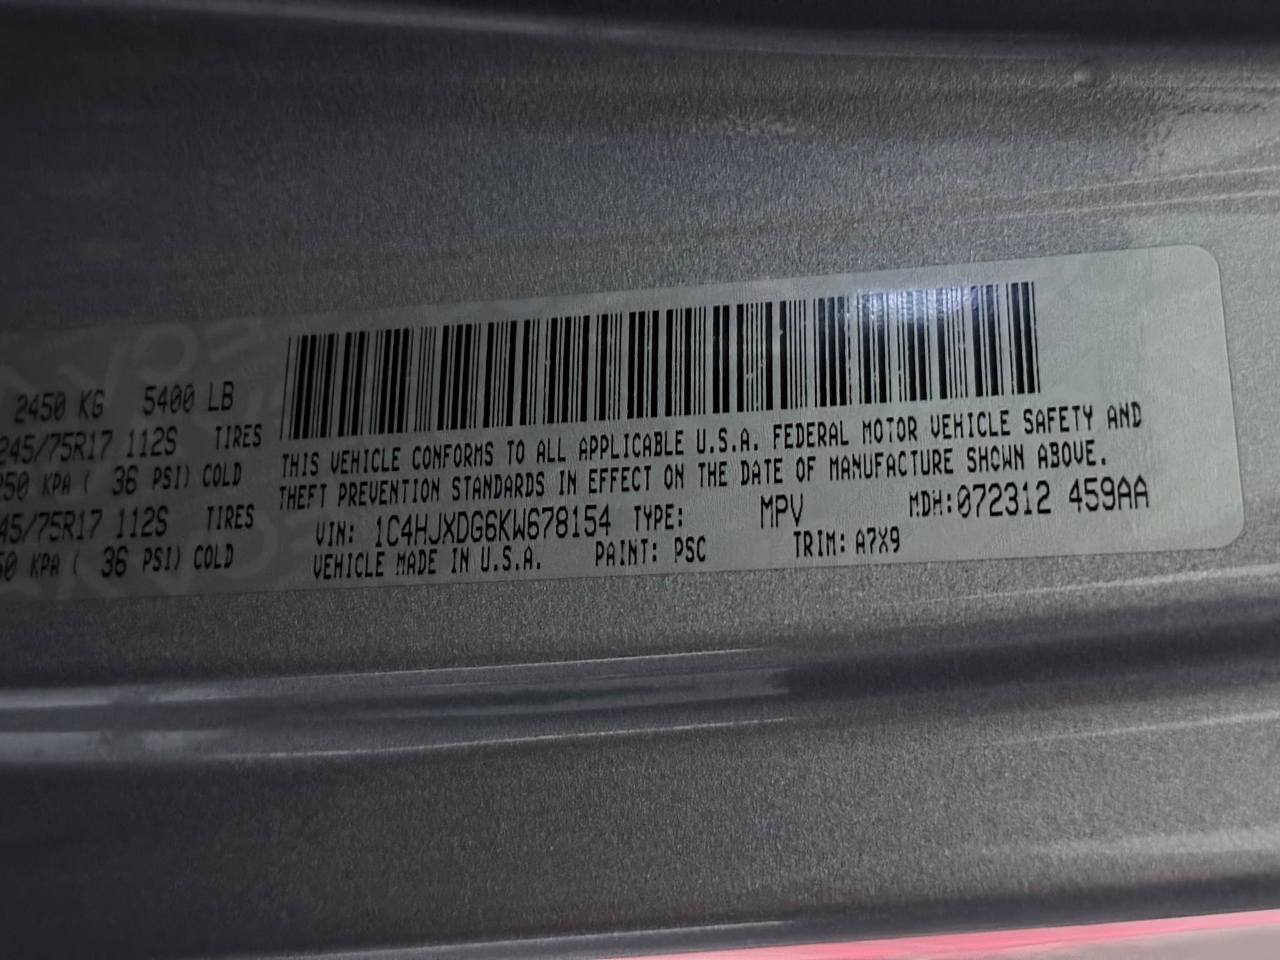 2450 KG 5400 LB
245/75R17 112S TIRES
250 KPA ( 36 PSI) COLD
45/75R17 112S TIRES
50 KPA ( 36 PSI) COLD
THIS VEHICLE CONFORMS TO ALL APPLICABLE U.S.A. FEDERAL MOTOR VEHICLE SAFETY AND
THEFT PREVENTION STANDARDS IN EFFECT ON THE DATE OF MANUFACTURE SHOWN ABOVE.
VIN: 1C4HJXDG6KW678154 TYPE: MPV MDH:072312 459AA
VEHICLE MADE IN U.S.A. PAINT: PSC TRIM: A7X9